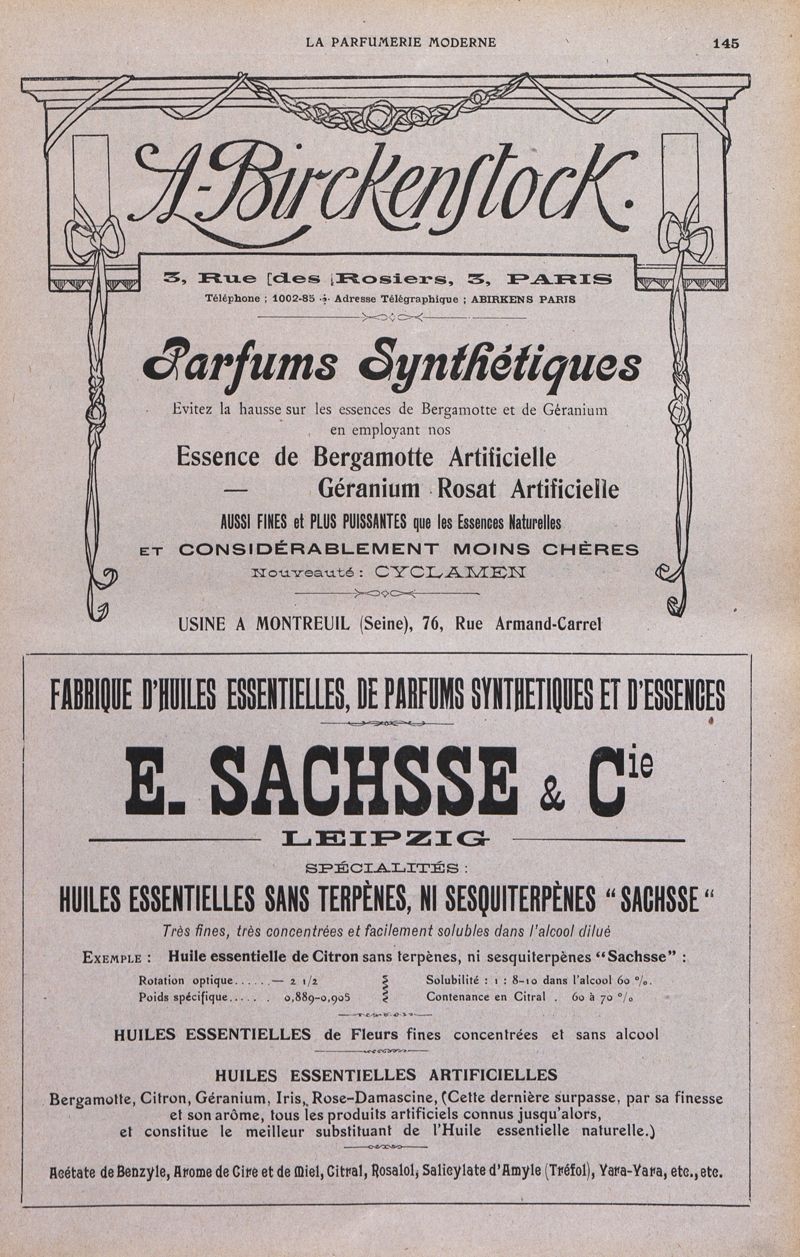 LA PARFUMERIE MODERNE
145
A-Birckenstock.
3, Rue [des Rosiers, 3, PARIS
Téléphone ; 1002-85 ·:· Adresse Télégraphique ; ABIRKENS PARIS
Parfums Synthétiques
Evitez la hausse sur les essences de Bergamotte et de Géranium
en employant nos
Essence de Bergamotte Artificielle
— Géranium Rosat Artificielle
AUSSI FINES et PLUS PUISSANTES que les Essences Naturelles
ET CONSIDÉRABLEMENT MOINS CHÈRES
Nouveauté : CYCLAMEN
USINE A MONTREUIL (Seine), 76, Rue Armand-Carrel
FABRIQUE D'HUILES ESSENTIELLES, DE PARFUMS SYNTHETIQUES ET D'ESSENCES
E. SACHSSE & Cie
LEIPZIG
SPÉCIALITÉS :
HUILES ESSENTIELLES SANS TERPÈNES, NI SESQUITERPÈNES “ SACHSSE “
Très fines, très concentrées et facilement solubles dans l'alcool dilué
EXEMPLE : Huile essentielle de Citron sans terpènes, ni sesquiterpènes “Sachsse” :
Rotation optique...... — 2 1/2
Poids spécifique..... . 0,889-0,905
Solubilité : 1 : 8-10 dans l'alcool 60 %.
Contenance en Citral . 60 à 70 %
HUILES ESSENTIELLES de Fleurs fines concentrées et sans alcool
HUILES ESSENTIELLES ARTIFICIELLES
Bergamotte, Citron, Géranium, Iris, Rose-Damascine, (Cette dernière surpasse, par sa finesse
et son arôme, tous les produits artificiels connus jusqu'alors,
et constitue le meilleur substituant de l'Huile essentielle naturelle.)
Acétate de Benzyle, Arome de Cire et de Miel, Citral, Rosalol, Salicylate d'Amyle (Tréfol), Yara-Yara, etc., etc.